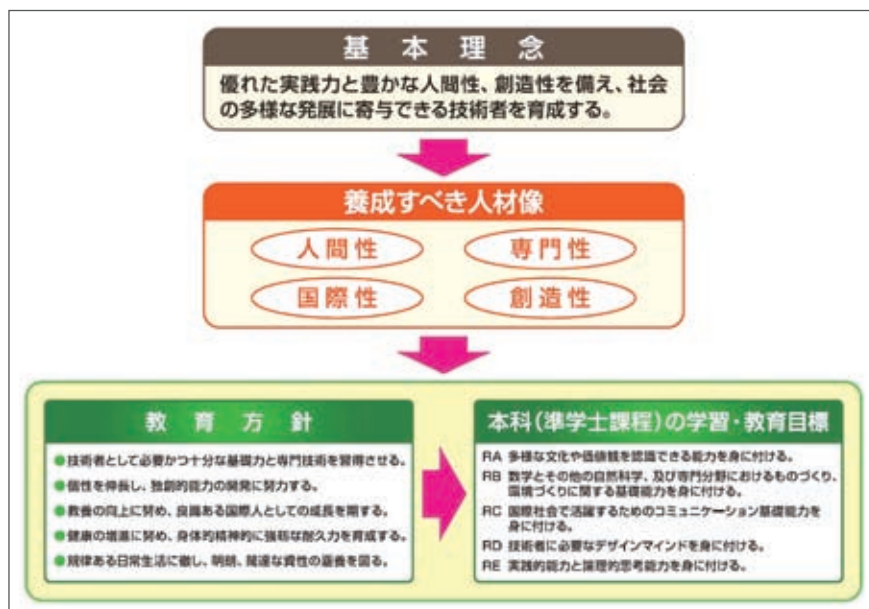 基本理念
優れた実践力と豊かな人間性、創造性を備え、社会
の多様な発展に寄与できる技術者を育成する。
養成すべき人材像
人間性
専門性
国際性
創造性
教育方針
●技術者として必要かつ十分な基礎力と専門技術を習得させる。
●個性を伸長し、独創的能力の開発に努力する。
●教養の向上に努め、良識ある国際人としての成長を期する。
●健康の増進に努め、身体的精神的に強靭な耐久力を育成する。
●規律ある日常生活に徹し、明朗、闊達な資性の涵養を図る。
本科(準学士課程)の学習・教育目標
RA 多様な文化や価値観を認識できる能力を身に付ける。
RB 数学とその他の自然科学、及び専門分野におけるものづくり、
環境づくりに関する基礎能力を身に付ける。
RC 国際社会で活躍するためのコミュニケーション基礎能力を
身に付ける。
RD 技術者に必要なデザインマインドを身に付ける。
RE 実践的能力と論理的思考能力を身に付ける。